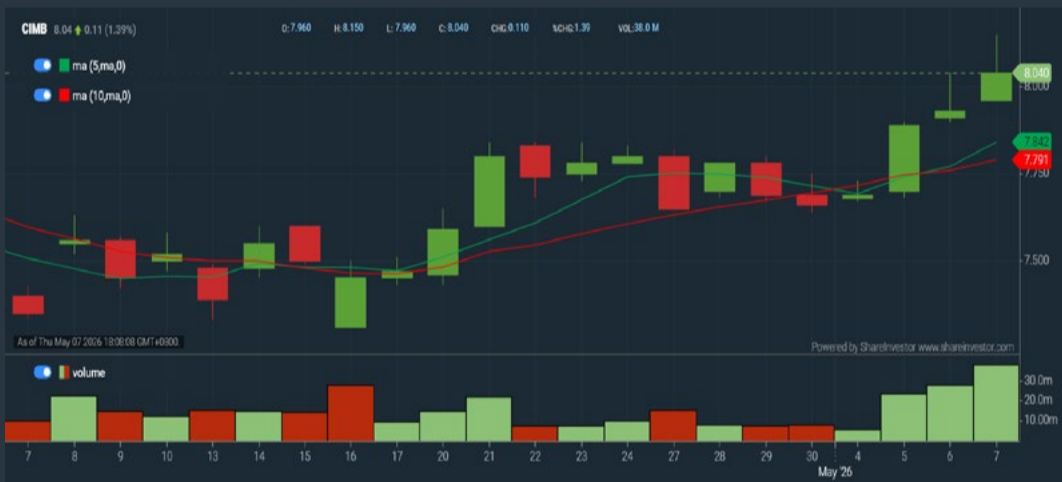 CIMB 8.04 0.11 (1.39%) O:7.960 H:8.150 L:7.960 C:8.040 CHG:0.110 %CHG:1.39 VOL:38.0 M
ma (5,ma,0)
ma (10,ma,0)
8.040
8.000
7.842
7.791
7.750
7.500
As of Thu May 07 2026 18:08:08 GMT+0800.
Powered by ShareInvestor www.shareinvestor.com
volume
30.0m
20.0m
10.00m
7 8 9 10 13 14 15 16 17 20 21 22 23 24 27 28 29 30 4 5 6 7
May '26